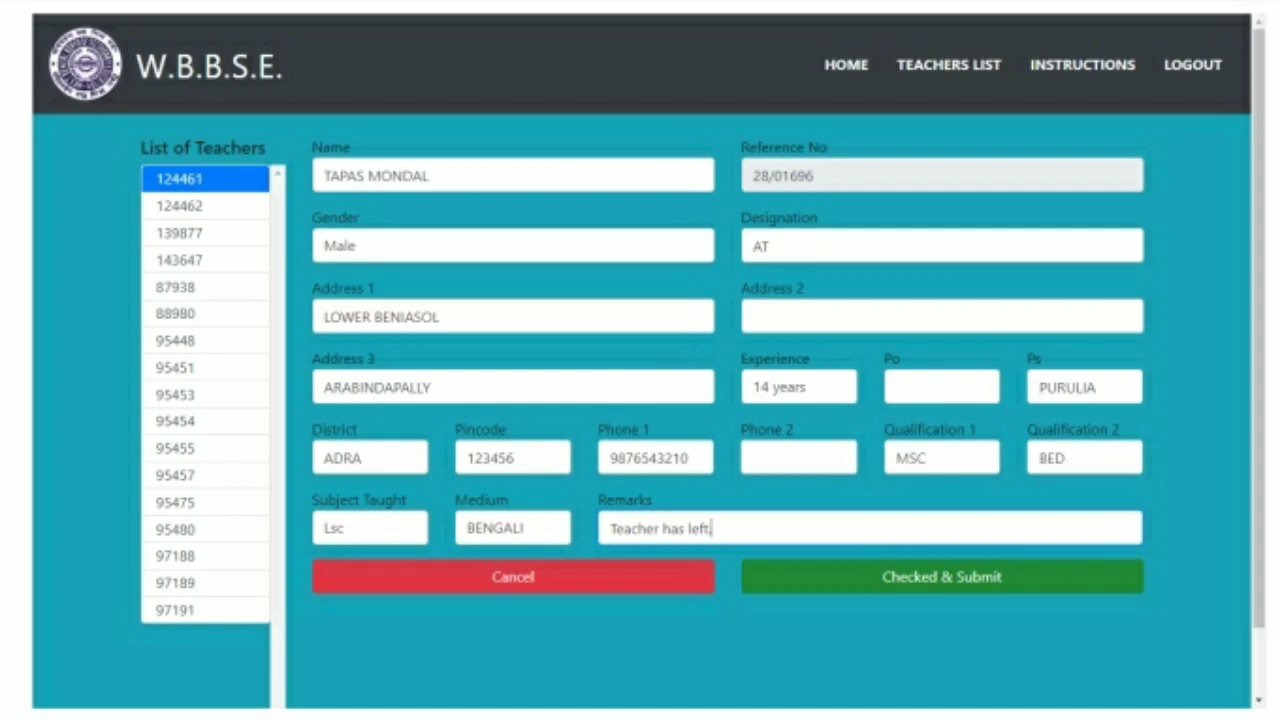 W.B.B.S.E.
HOME TEACHERS LIST INSTRUCTIONS LOGOUT
List of Teachers
124461
124462
139877
143647
87938
88980
95448
95451
95453
95454
95455
95457
95475
95480
97188
97189
97191
Name Reference No
TAPAS MONDAL 28/01696
Gender Designation
Male AT
Address 1 Address 2
LOWER BENIASOL
Address 3 Experience Po Ps
ARABINDAPALLY 14 years PURULIA
District Pincode Phone 1 Phone 2 Qualification 1 Qualification 2
ADRA 123456 9876543210 MSC BED
Subject Taught Medium Remarks
Lsc BENGALI Teacher has left.
Cancel Checked & Submit